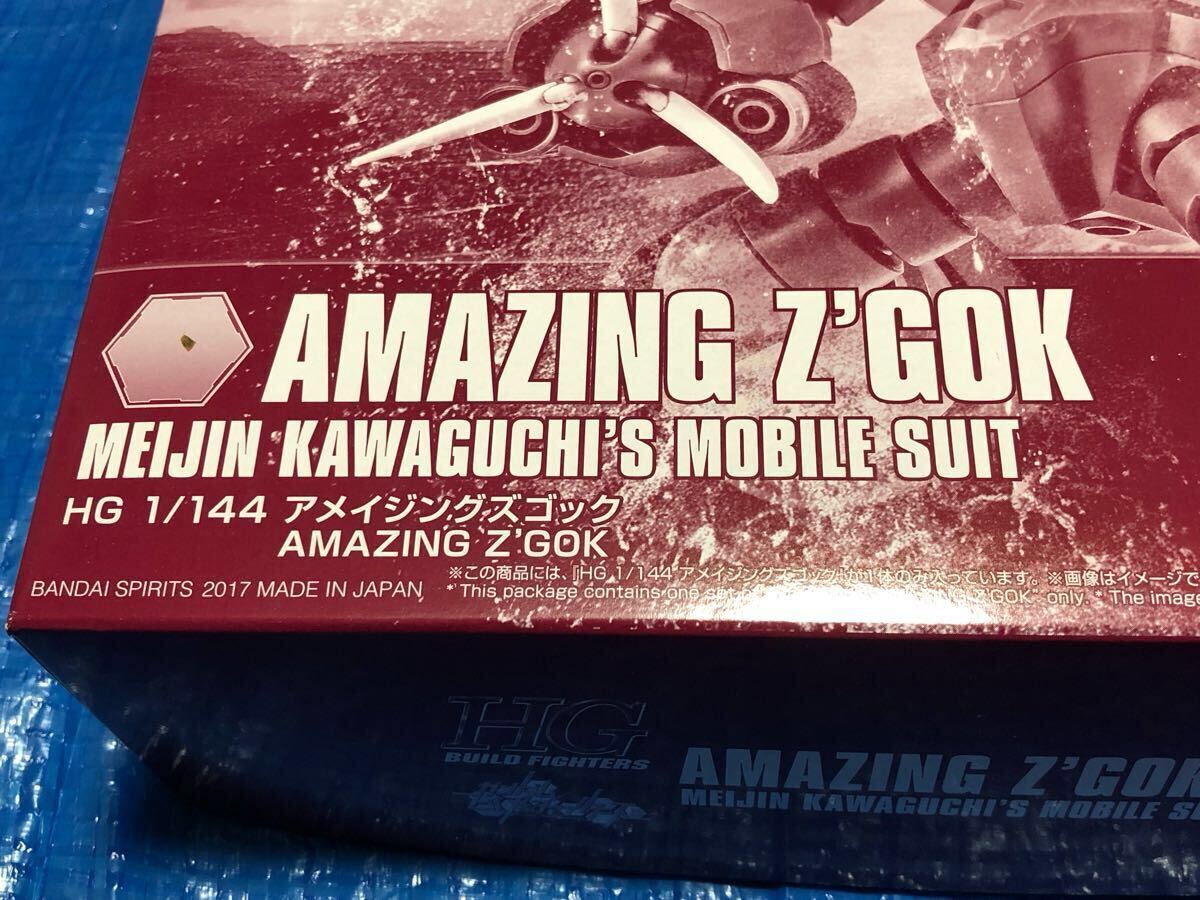 AMAZING Z'GOK
MEIJIN KAWAGUCHI'S MOBILE SUIT
HG 1/144 アメイジングズゴック
AMAZING Z'GOK
※この商品には、『HG 1/144 アメイジングズゴック』が1体のみ入っています。※画像はイメージで
BANDAI SPIRITS 2017 MADE IN JAPAN
*This package contains one set Z'GOK" only. * The image
HG
BUILD FIGHTERS
AMAZING Z'GOK
MEIJIN KAWAGUCHI'S MOBILE